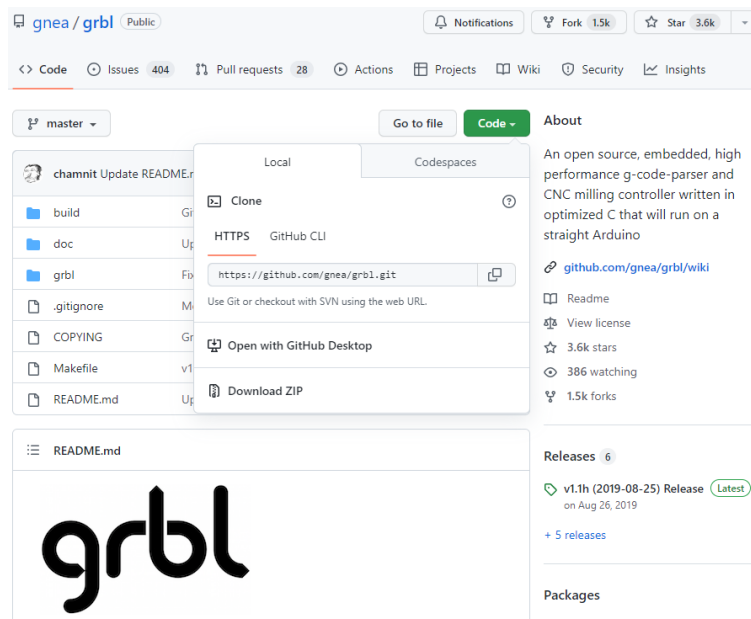 gnea / grbl Public
Notifications Fork 1.5k Star 3.6k
Code Issues 404 Pull requests 28 Actions Projects Wiki Security Insights
master Go to file Code
Local Codespaces
Clone
HTTPS GitHub CLI
https://github.com/gnea/grbl.git
Use Git or checkout with SVN using the web URL.
Open with GitHub Desktop
Download ZIP
chamnit Update README.r
build Gi
doc Up
grbl Fix
.gitignore
COPYING Gr
Makefile v1
README.md Up
README.md
grbl
About
An open source, embedded, high
performance g-code-parser and
CNC milling controller written in
optimized C that will run on a
straight Arduino
github.com/gnea/grbl/wiki
Readme
View license
3.6k stars
386 watching
1.5k forks
Releases 6
v1.1h (2019-08-25) Release Latest
on Aug 26, 2019
+ 5 releases
Packages